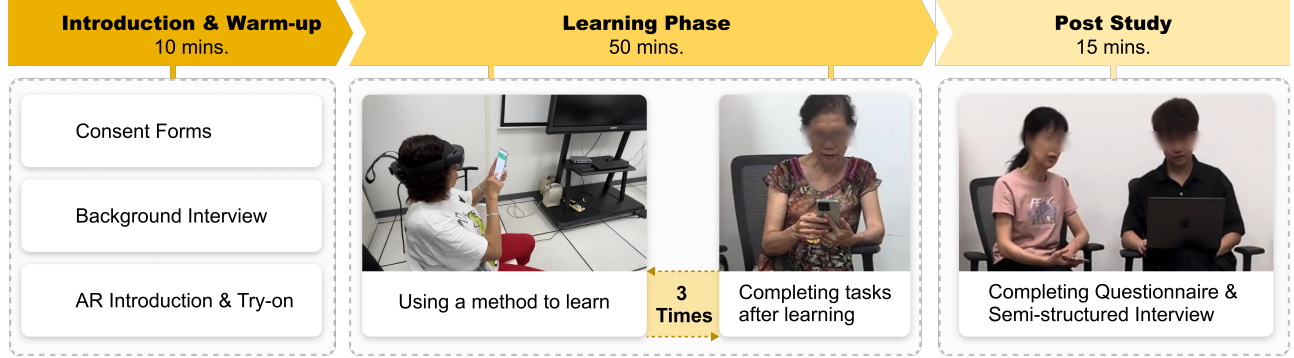 Introduction & Warm-up
10 mins.
Learning Phase
50 mins.
Post Study
15 mins.
Consent Forms
Background Interview
AR Introduction & Try-on
Using a method to learn
3
Times
Completing tasks
after learning
Completing Questionnaire &
Semi-structured Interview